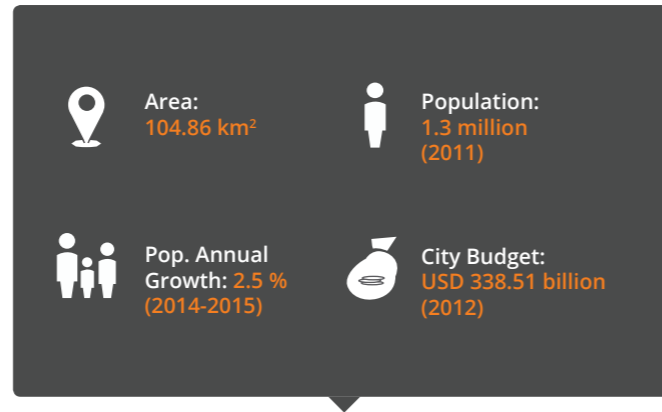 Area:
104.86 km²
Population:
1.3 million
(2011)
Pop. Annual
Growth: 2.5 %
(2014-2015)
City Budget:
USD 338.51 billion
(2012)